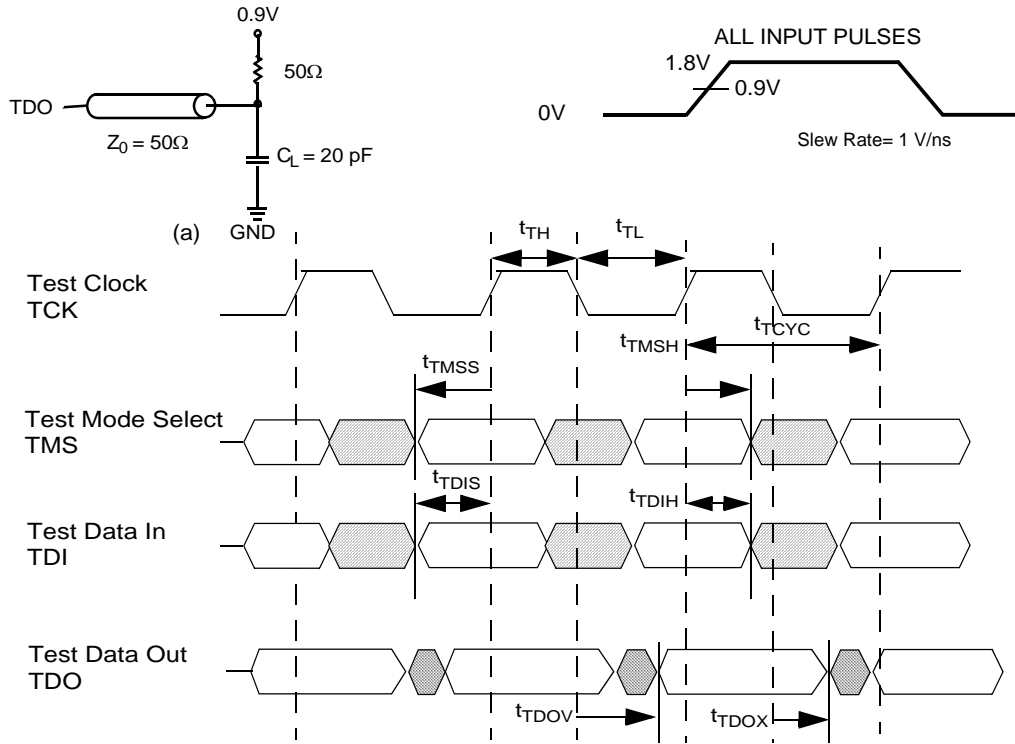 0.9V
50Ω
TDO
Z0 = 50Ω
CL = 20 pF
(a)
GND
ALL INPUT PULSES
1.8V
0.9V
0V
Slew Rate= 1 V/ns
tTH
tTL
Test Clock
TCK
tTMSH
tTCYC
tTMSS
Test Mode Select
TMS
tTDIS
tTDIH
Test Data In
TDI
Test Data Out
TDO
tTDOV
tTDOX